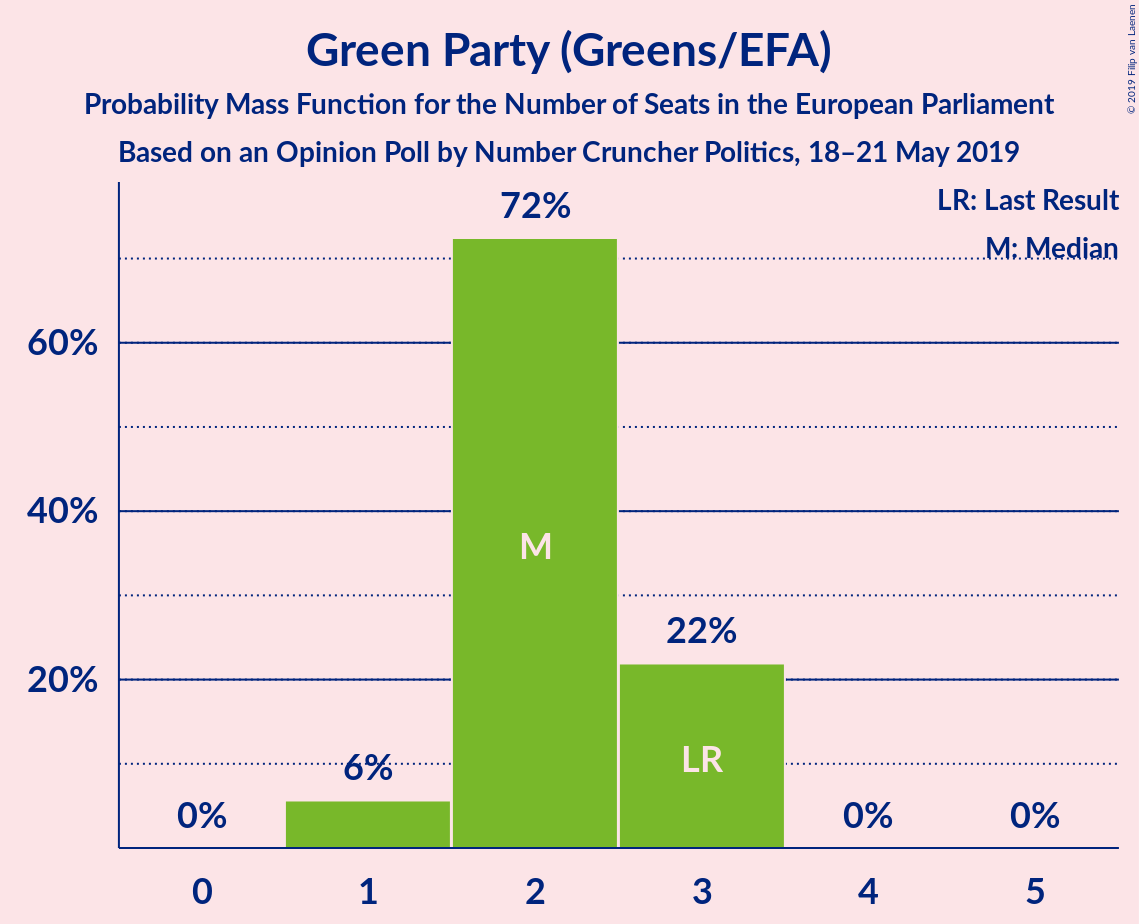 Green Party (Greens/EFA)
Probability Mass Function for the Number of Seats in the European Parliament
Based on an Opinion Poll by Number Cruncher Politics, 18–21 May 2019
© 2019 Filip van Laenen
LR: Last Result
M: Median
72%
60%
40%
M
22%
20%
6%
LR
0%
0%
0%
0
1
2
3
4
5